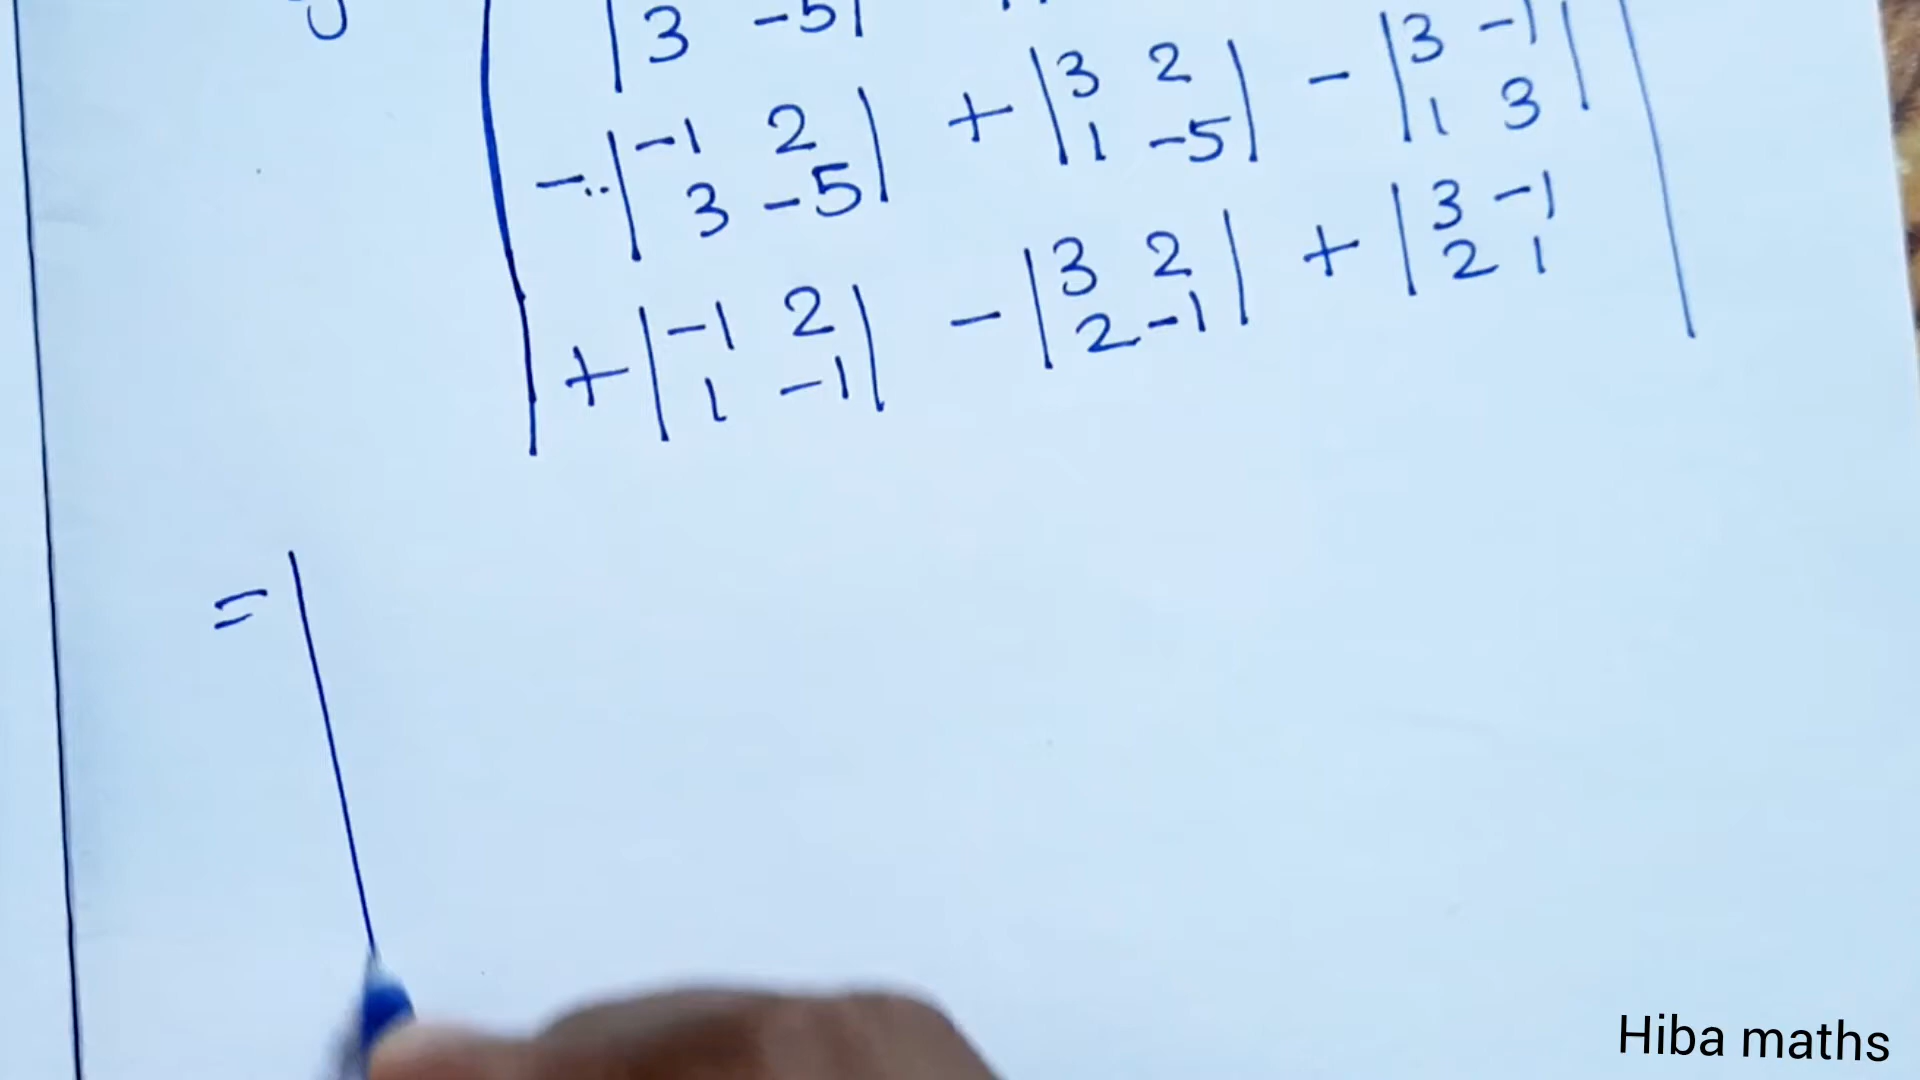 |3 -5|
-|-1 2| +|3 2| -|3 -1|
|3 -5| |1 -5| |1 3|
+|-1 2| -|3 2| +|3 -1|
|1 -1| |2 -1| |2 1|
=|
Hiba maths